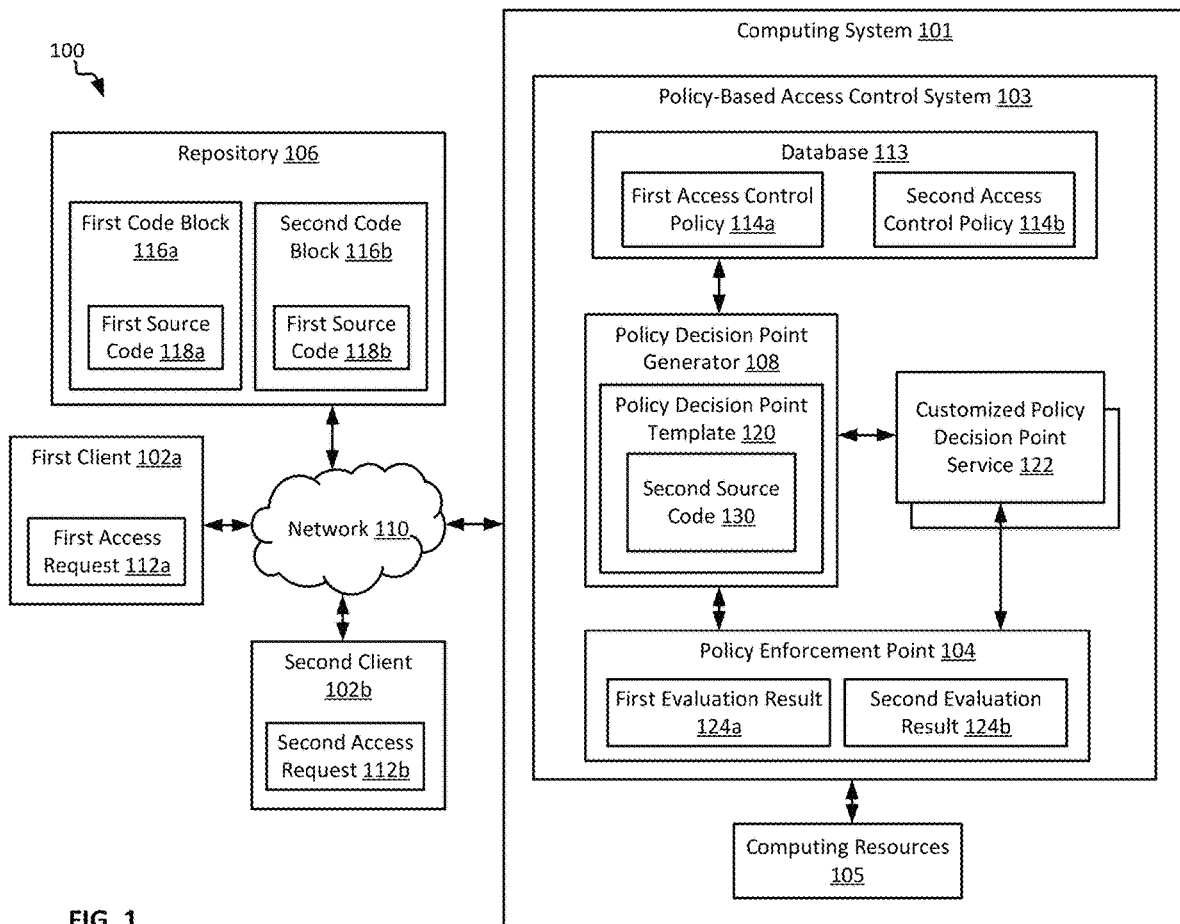 100
Repository 106
First Code Block
116a
First Source
Code 118a
Second Code
Block 116b
First Source
Code 118b
First Client 102a
First Access
Request 112a
Network 110
Second Client
102b
Second Access
Request 112b
Computing System 101
Policy-Based Access Control System 103
Database 113
First Access Control
Policy 114a
Second Access
Control Policy 114b
Policy Decision Point
Generator 108
Policy Decision Point
Template 120
Second Source
Code 130
Customized Policy
Decision Point
Service 122
Policy Enforcement Point 104
First Evaluation Result
124a
Second Evaluation
Result 124b
Computing Resources
105
FIG. 1